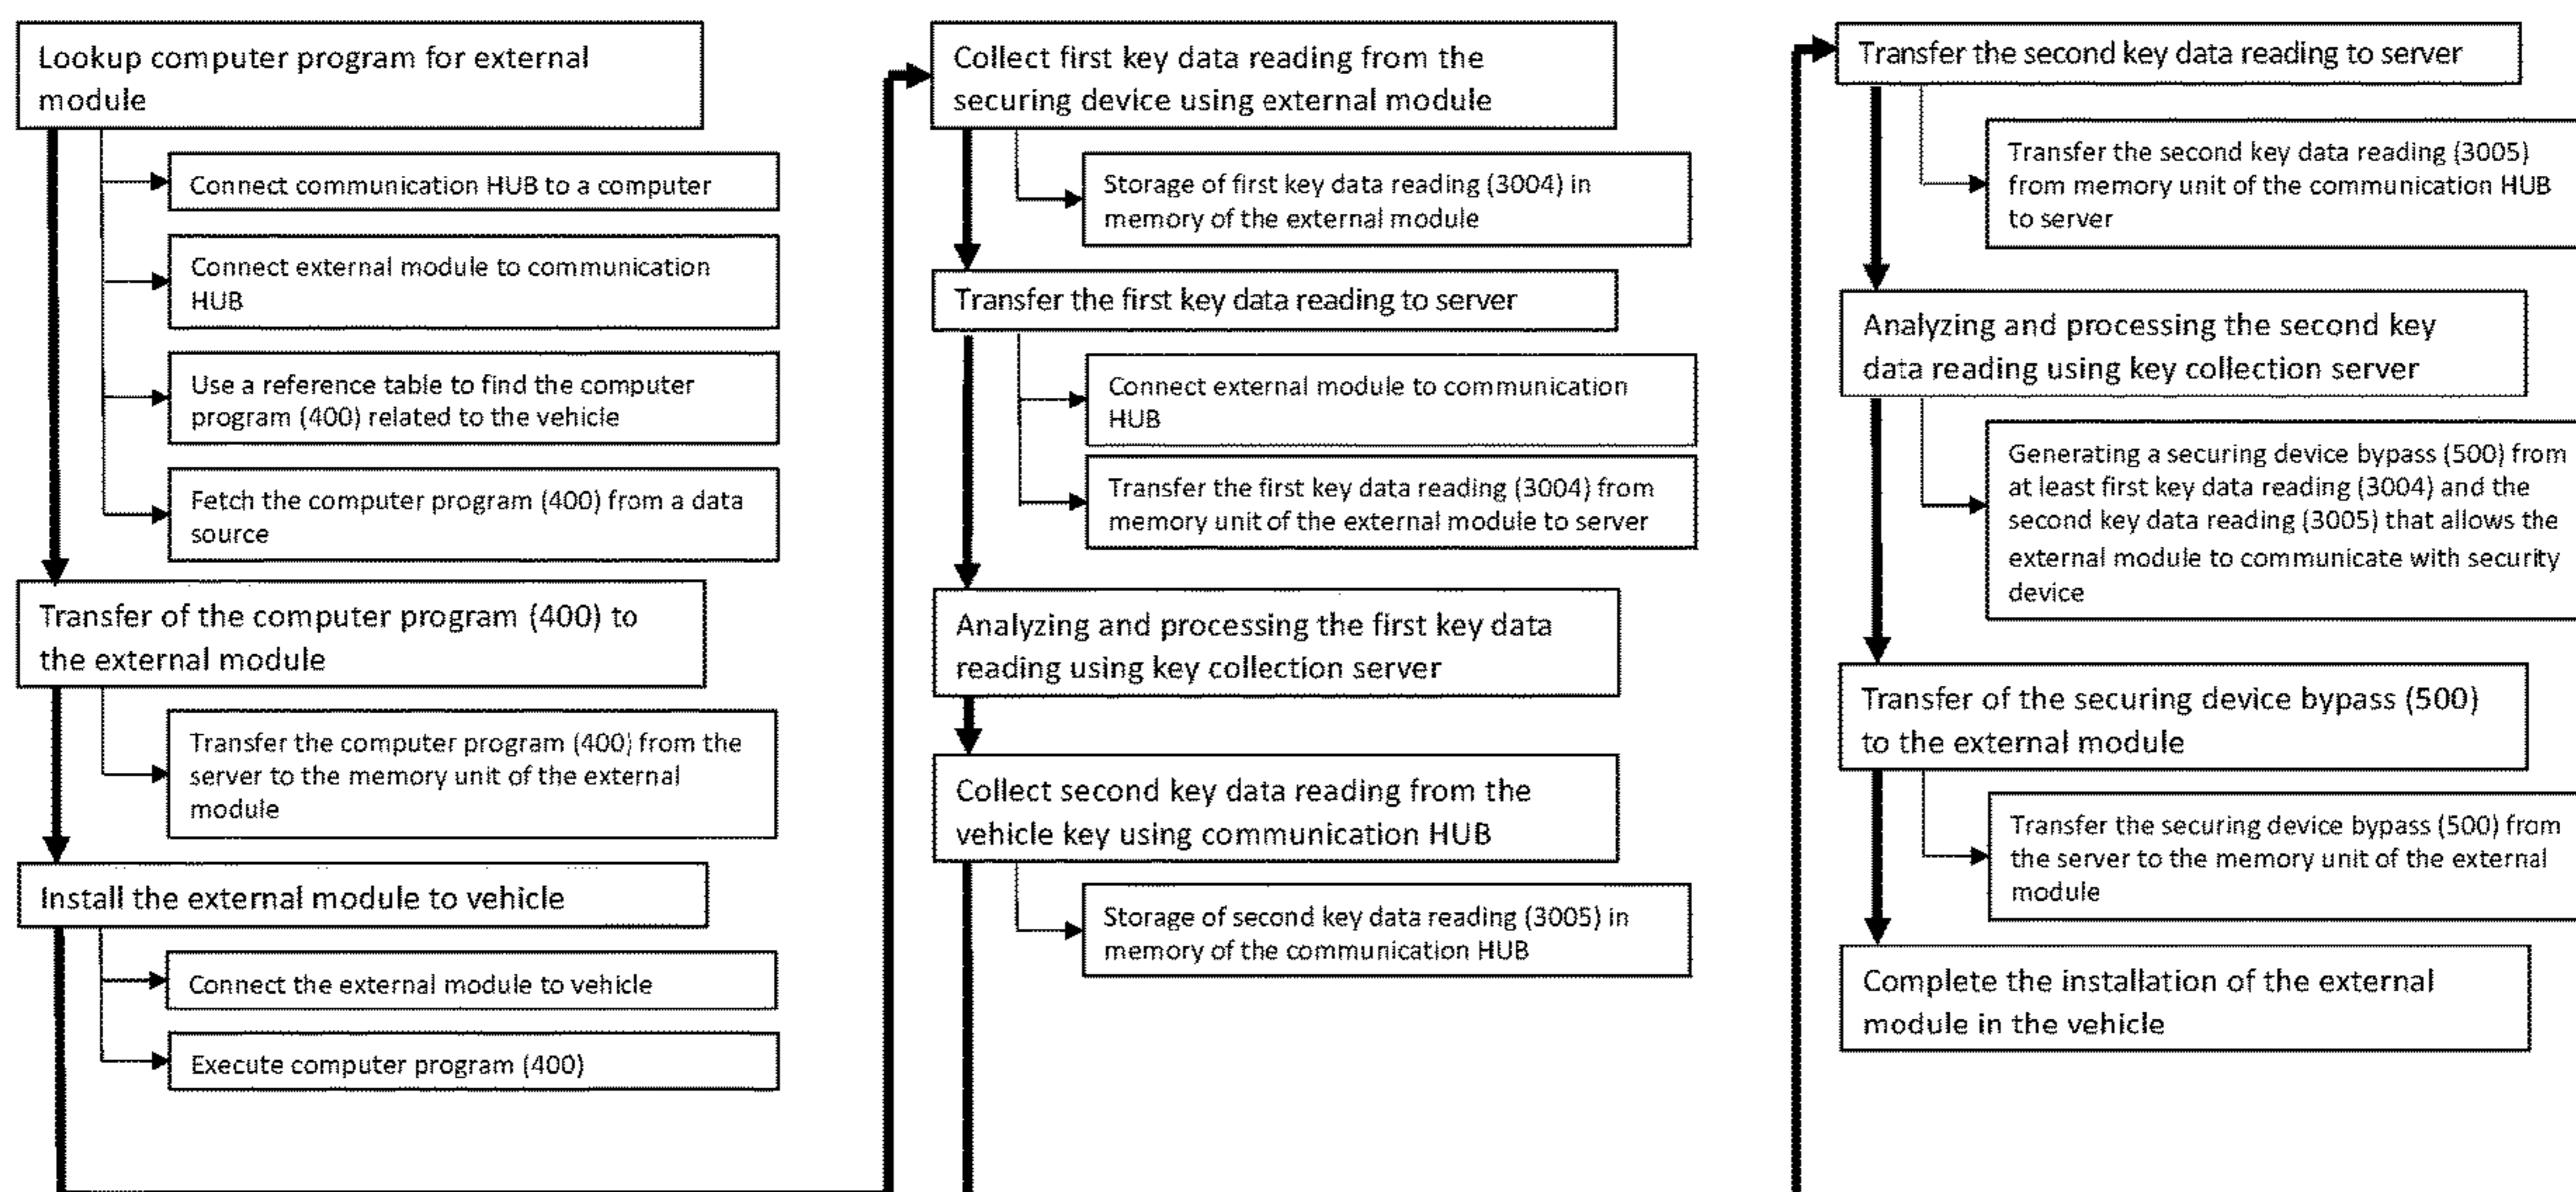 Lookup computer program for external
module
Connect communication HUB to a computer
Connect external module to communication
HUB
Use a reference table to find the computer
program (400) related to the vehicle
Fetch the computer program (400) from a data
source
Transfer of the computer program (400) to
the external module
Transfer the computer program (400) from the
server to the memory unit of the external
module
Install the external module to vehicle
Connect the external module to vehicle
Execute computer program (400)
Collect first key data reading from the
securing device using external module
Storage of first key data reading (3004) in
memory of the external module
Transfer the first key data reading to server
Connect external module to communication
HUB
Transfer the first key data reading (3004) from
memory unit of the external module to server
Analyzing and processing the first key data
reading using key collection server
Collect second key data reading from the
vehicle key using communication HUB
Storage of second key data reading (3005) in
memory of the communication HUB
Transfer the second key data reading to server
Transfer the second key data reading (3005)
from memory unit of the communication HUB
to server
Analyzing and processing the second key
data reading using key collection server
Generating a securing device bypass (500) from
at least first key data reading (3004) and the
second key data reading (3005) that allows the
external module to communicate with security
device
Transfer of the securing device bypass (500)
to the external module
Transfer the securing device bypass (500) from
the server to the memory unit of the external
module
Complete the installation of the external
module in the vehicle